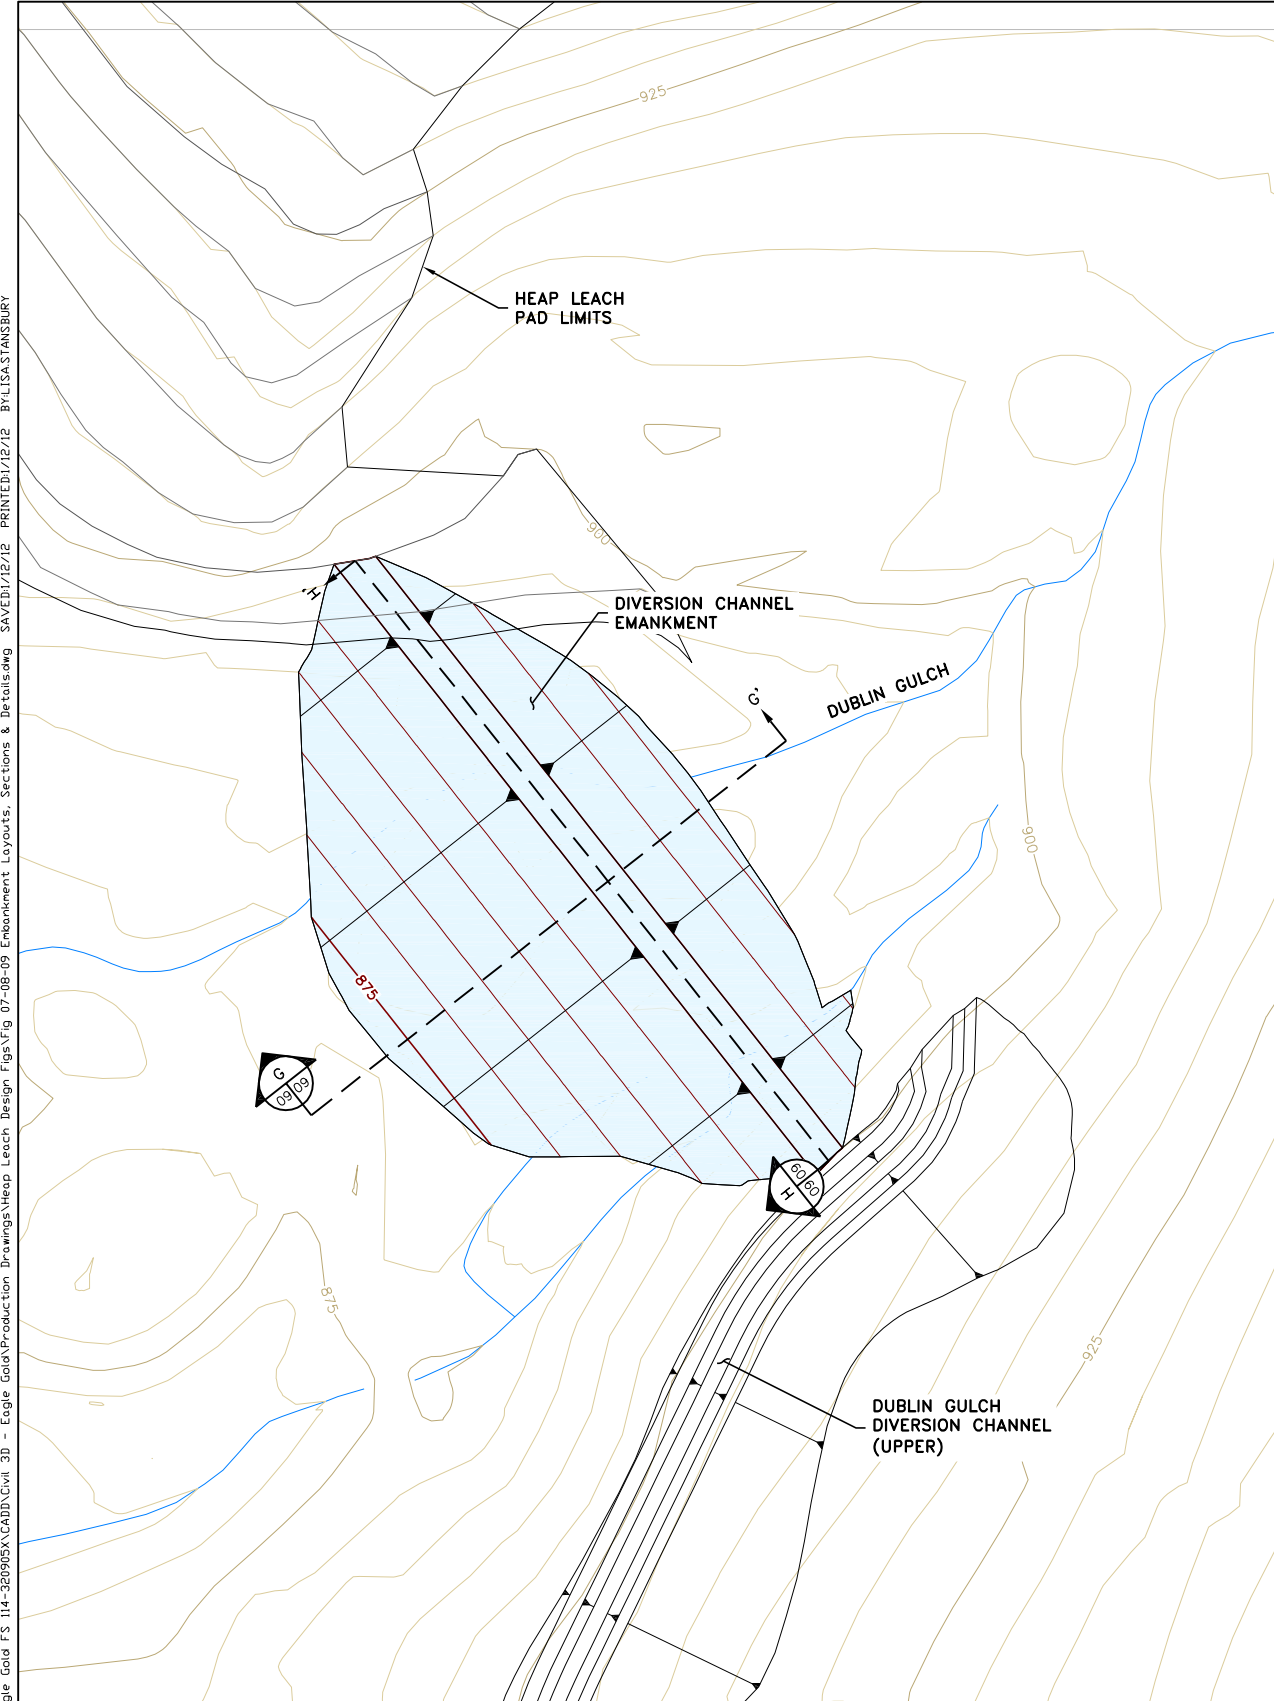 925
HEAP LEACH
PAD LIMITS
900
H'
DIVERSION CHANNEL
EMANKMENT
G'
DUBLIN GULCH
900
875
G
09
09
09
09
H
875
925
DUBLIN GULCH
DIVERSION CHANNEL
(UPPER)
gle Gold FS 114-320905X\CADD\Civil 3D - Eagle Gold\Production Drawings\Heap Leach Design Figs\Fig 07-08-09 Embankment Layouts, Sections & Details.dwg SAVED:1/12/12 PRINTED:1/12/12 BY:LISA.STANSBURY